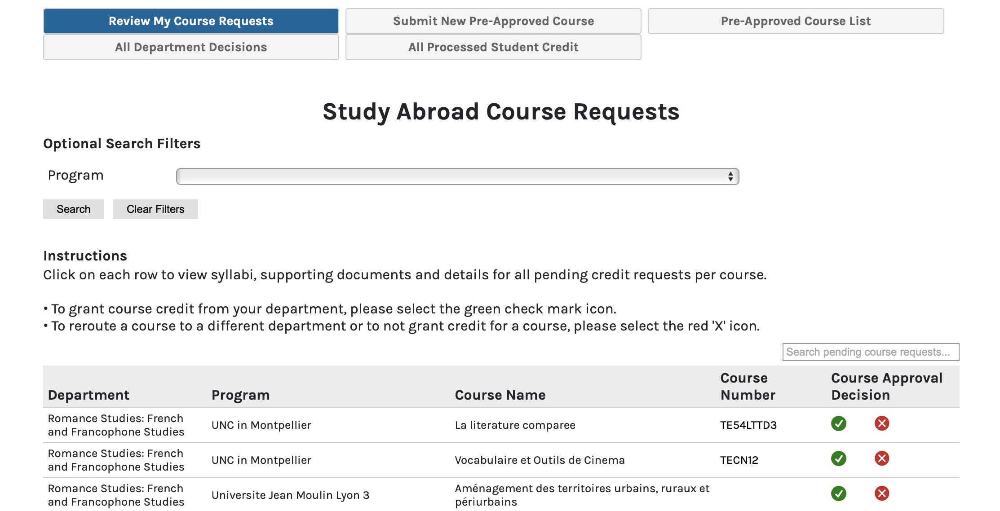 Review My Course Requests
Submit New Pre-Approved Course
Pre-Approved Course List
All Department Decisions
All Processed Student Credit
Study Abroad Course Requests
Optional Search Filters
Program
Search
Clear Filters
Instructions
Click on each row to view syllabi, supporting documents and details for all pending credit requests per course.
• To grant course credit from your department, please select the green check mark icon.
• To reroute a course to a different department or to not grant credit for a course, please select the red 'X' icon.
Search pending course requests...
Department
Program
Course Name
Course
Number
Course Approval
Decision
Romance Studies: French
and Francophone Studies
UNC in Montpellier
La literature comparee
TE54LTTD3
Romance Studies: French
and Francophone Studies
UNC in Montpellier
Vocabulaire et Outils de Cinema
TECN12
Romance Studies: French
and Francophone Studies
Universite Jean Moulin Lyon 3
Aménagement des territoires urbains, ruraux et
périurbains